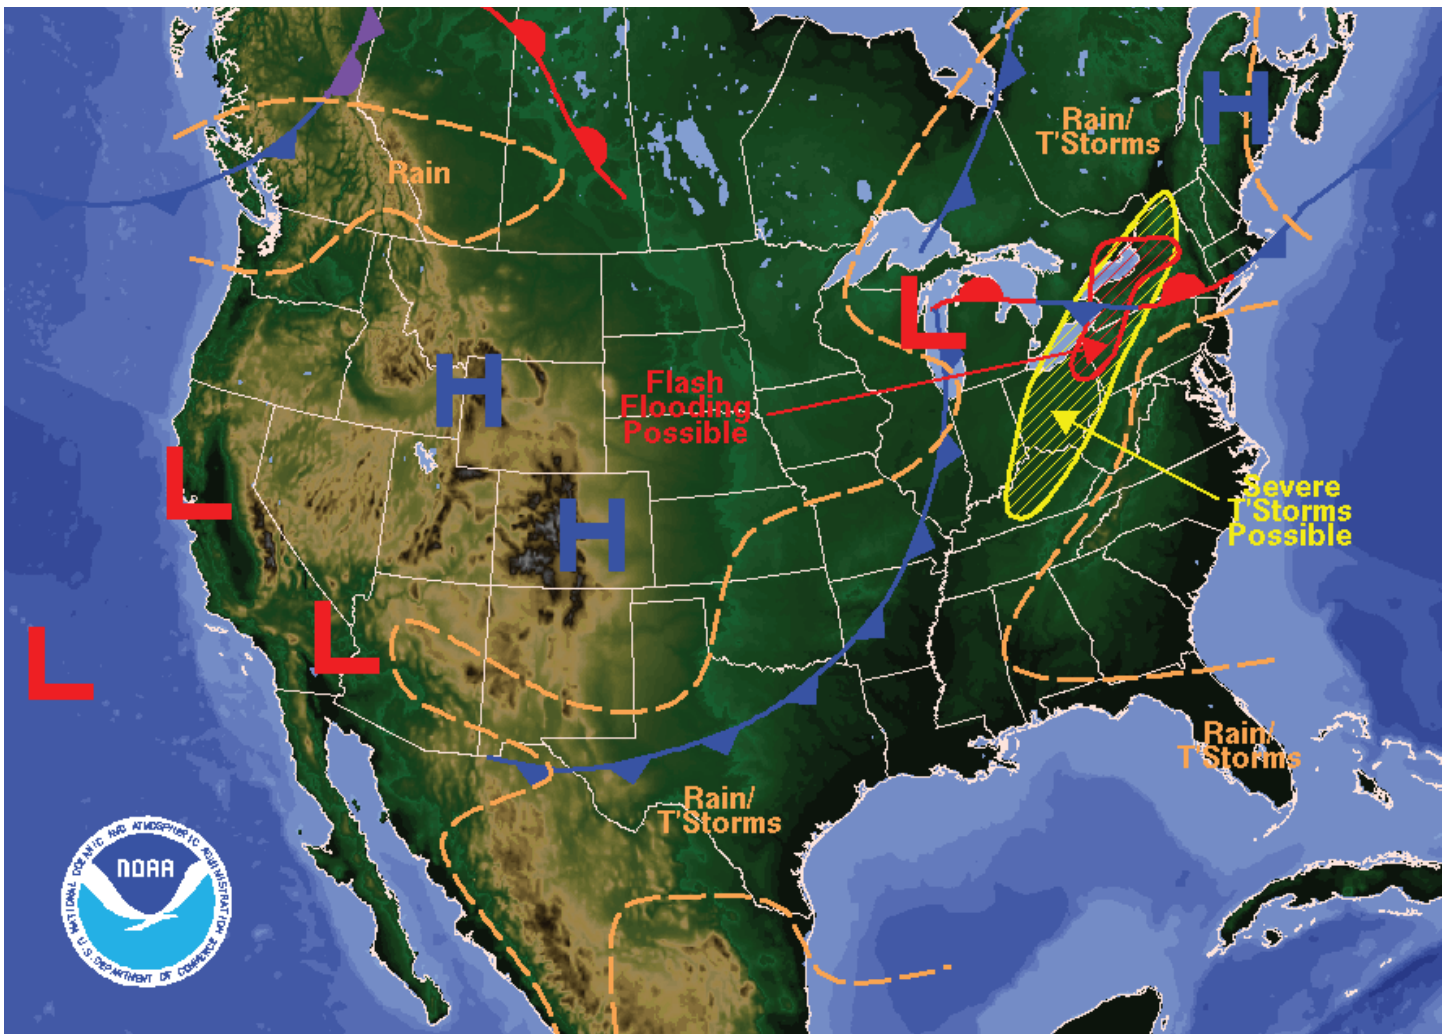 Rain/
T'Storms
H
Rain
L
Flash
Flooding
Possible
H
L
Severe
T'Storms
Possible
H
L
L
Rain/
T'Storms
Rain/
T'Storms
NATIONAL OCEANIC AND ATMOSPHERIC ADMINISTRATION
NOAA
U.S. DEPARTMENT OF COMMERCE